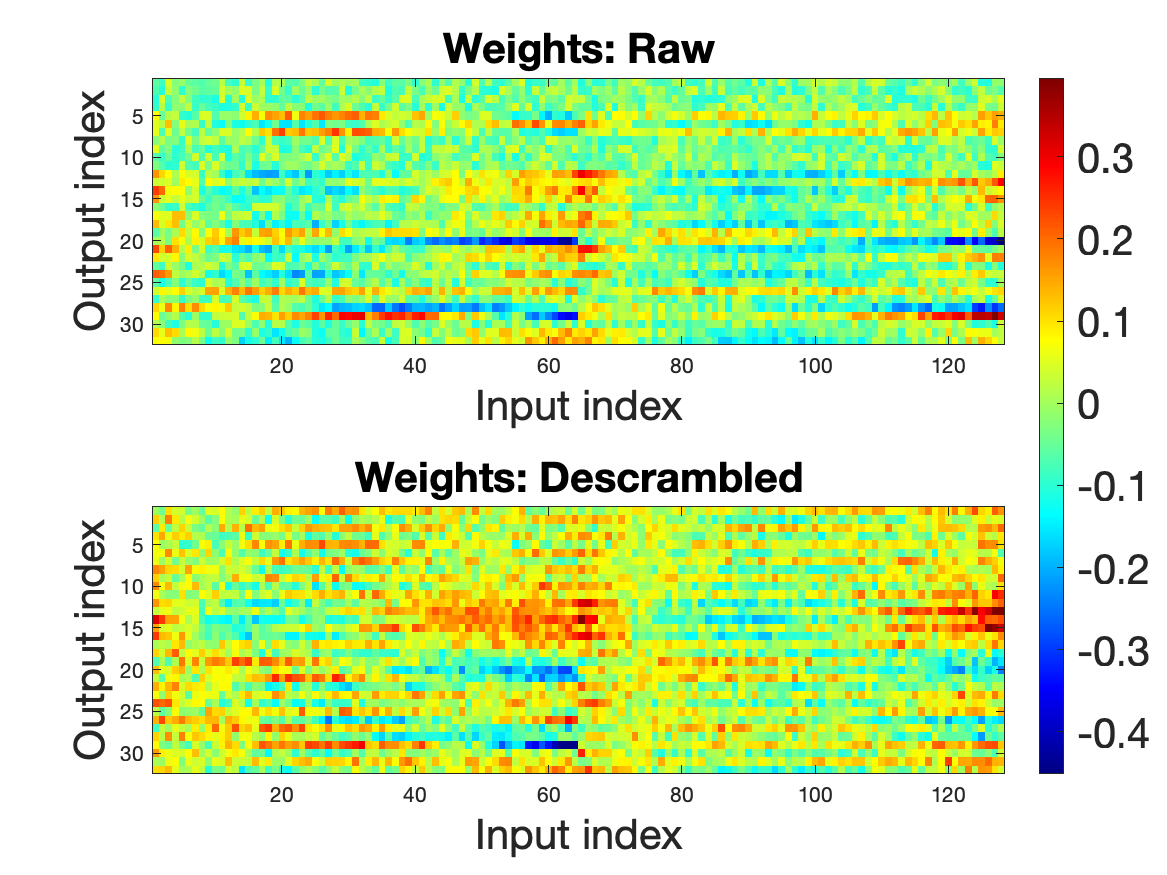 Weights: Raw
Output index
5
10
15
20
25
30
20 40 60 80 100 120
Input index
Weights: Descrambled
Output index
5
10
15
20
25
30
20 40 60 80 100 120
Input index
0.3
0.2
0.1
0
-0.1
-0.2
-0.3
-0.4